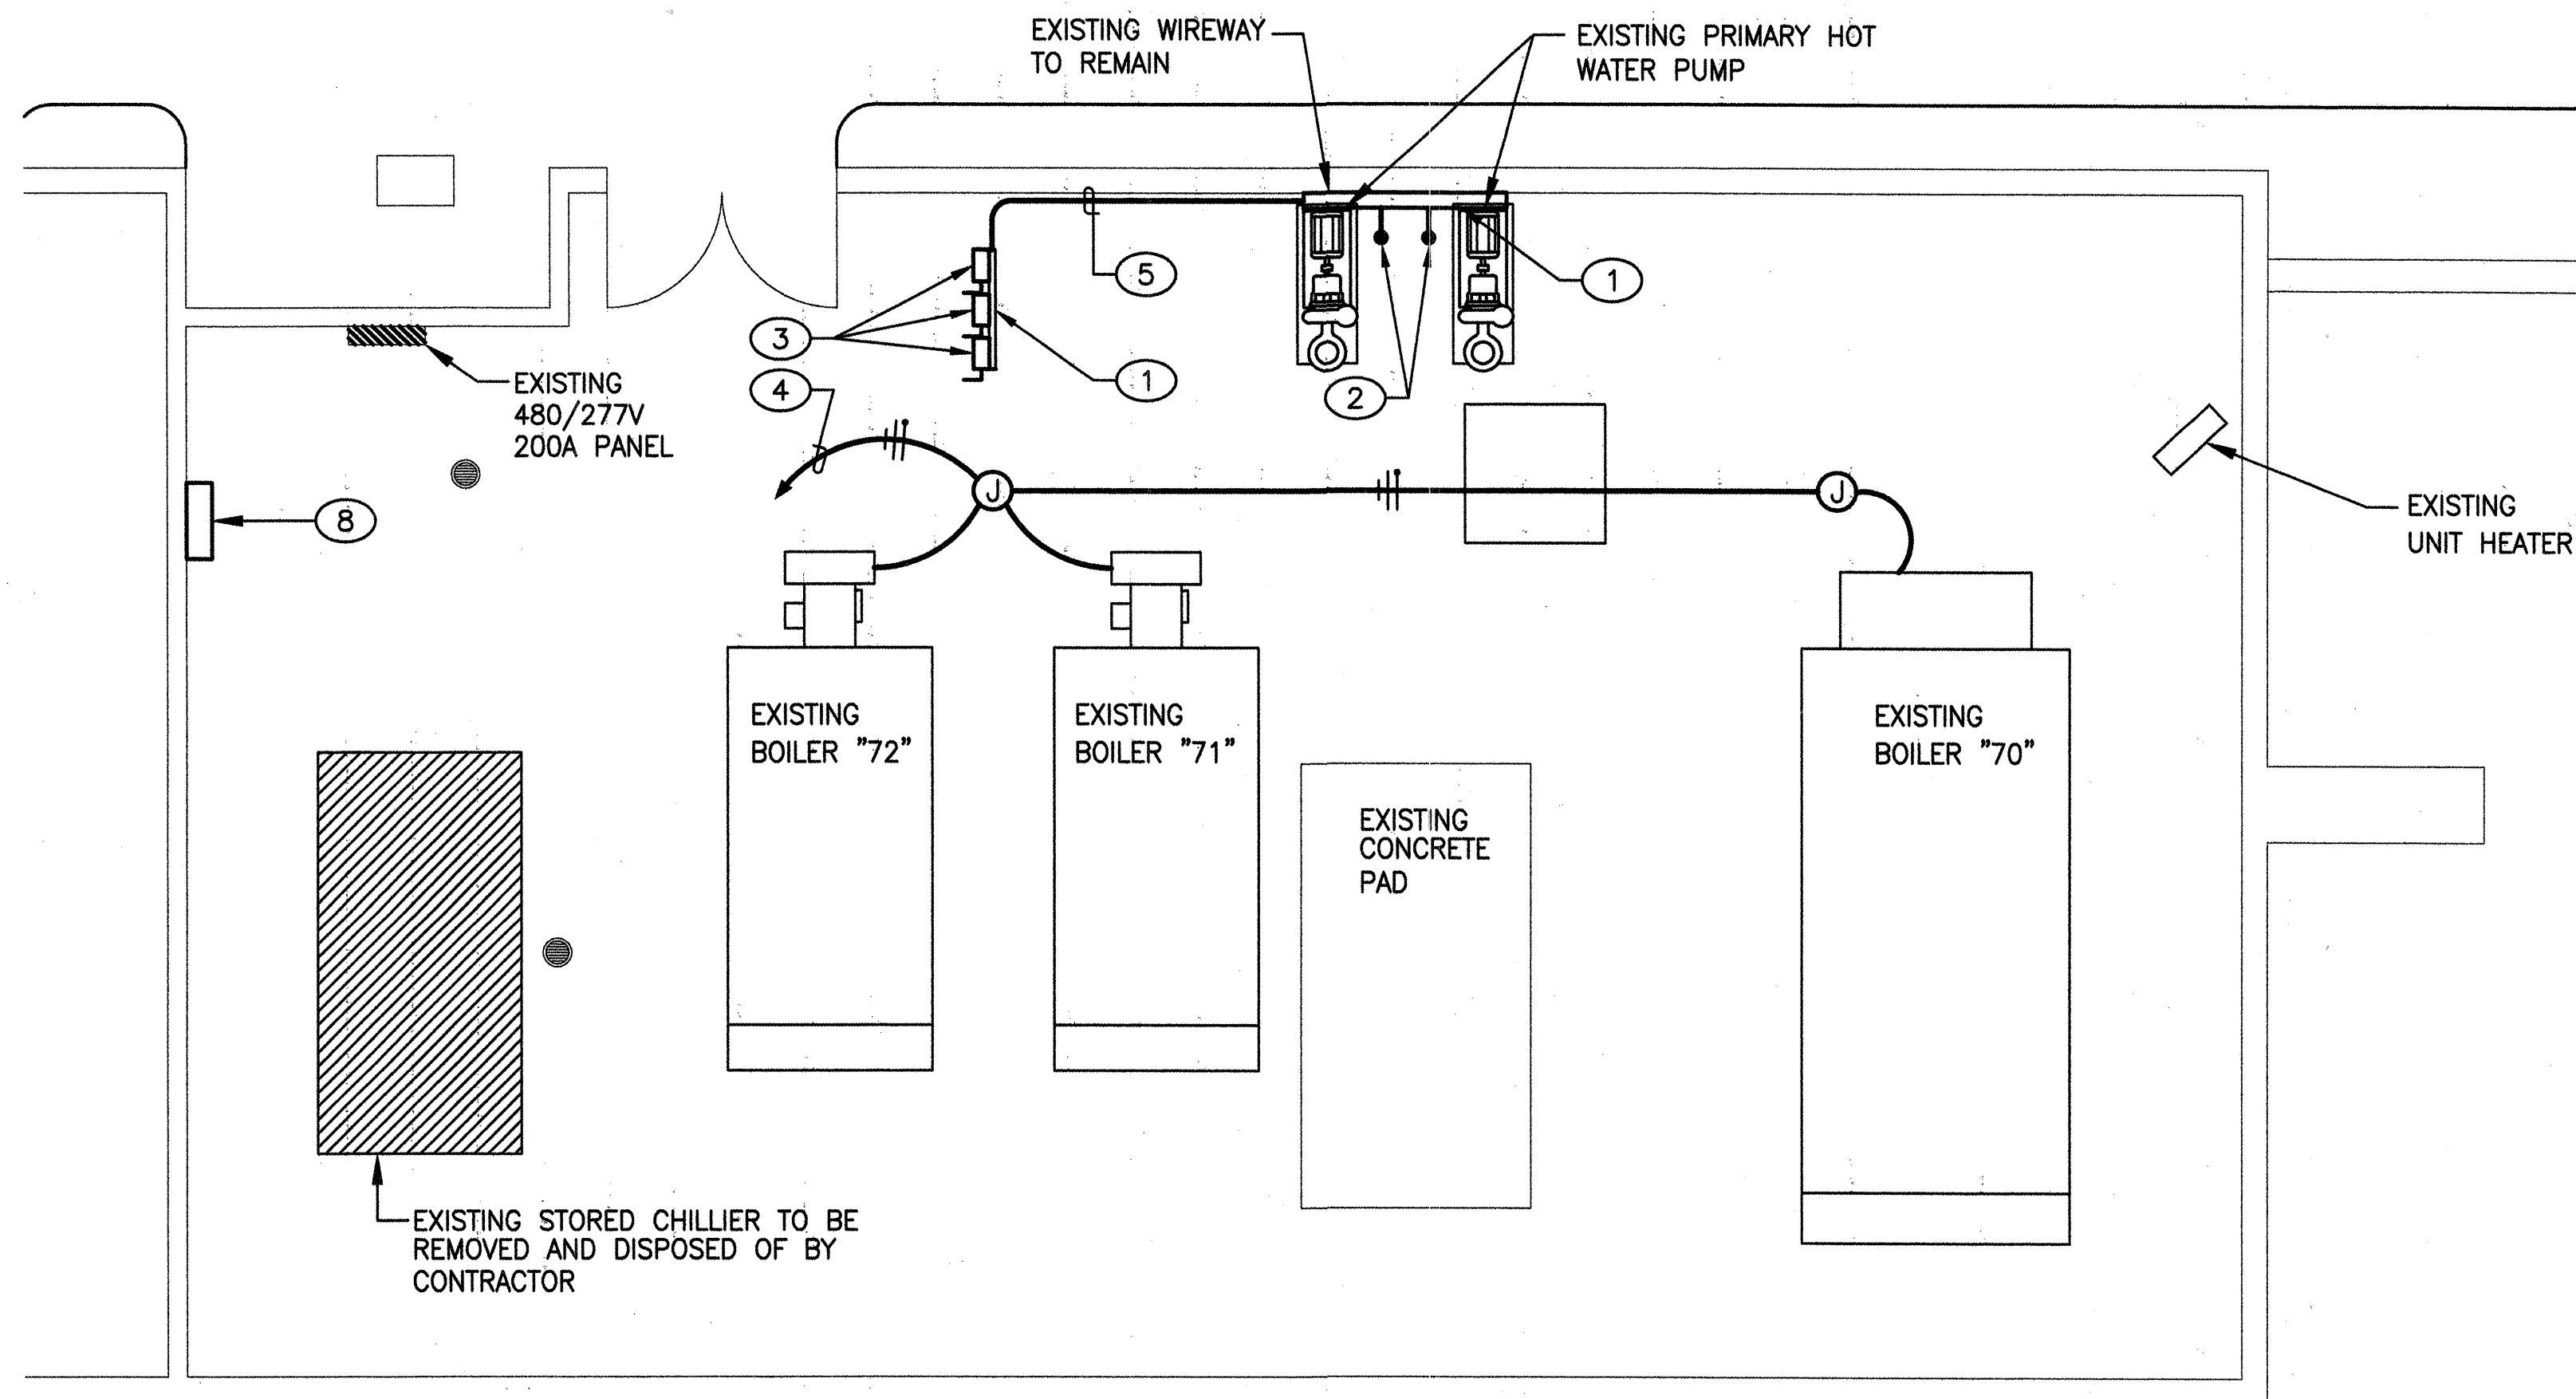 EXISTING WIREWAY
TO REMAIN
EXISTING PRIMARY HOT
WATER PUMP
5
1
3
1
4
2
EXISTING
480/277V
200A PANEL
8
J
J
EXISTING
UNIT HEATER
EXISTING
BOILER "72"
EXISTING
BOILER "71"
EXISTING
BOILER "70"
EXISTING
CONCRETE
PAD
EXISTING STORED CHILLIER TO BE
REMOVED AND DISPOSED OF BY
CONTRACTOR